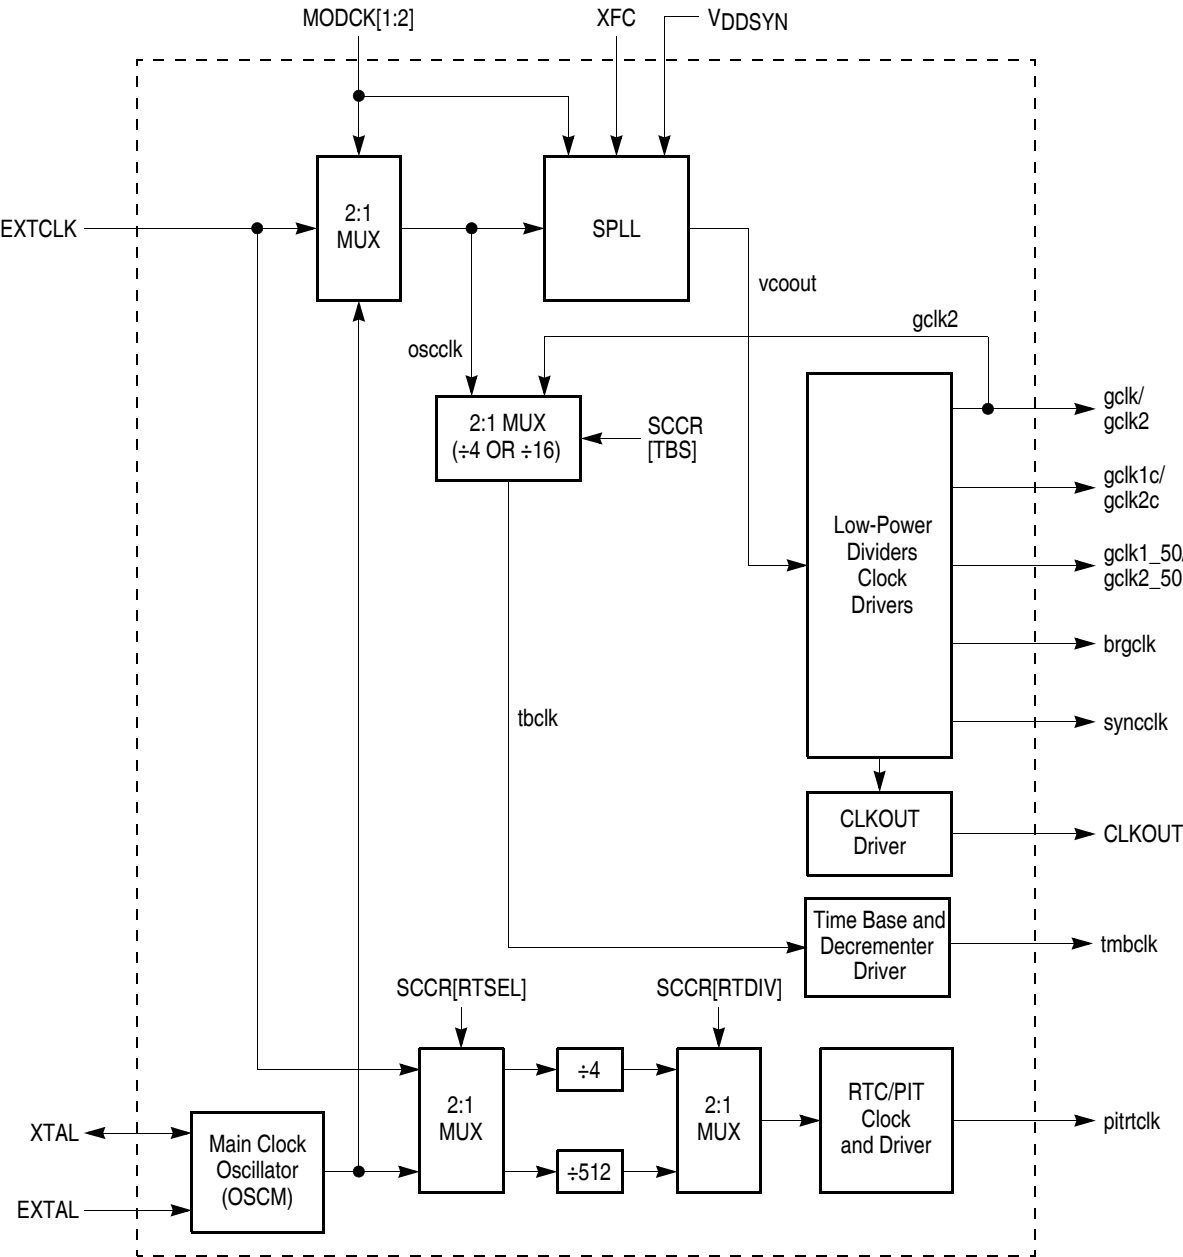 MODCK[1:2]
XFC
VDDSYN
EXTCLK
2:1
MUX
SPLL
vcoout
gclk2
oscclk
2:1 MUX
(÷4 OR ÷16)
SCCR
[TBS]
gclk/
gclk2
gclk1c/
gclk2c
Low-Power
Dividers
Clock
Drivers
gclk1_50/
gclk2_50
brgclk
syncclk
tbclk
CLKOUT
Driver
CLKOUT
Time Base and
Decrementer
Driver
tmbclk
SCCR[RTSEL]
SCCR[RTDIV]
÷4
2:1
MUX
2:1
MUX
RTC/PIT
Clock
and Driver
pitrtclk
÷512
XTAL
Main Clock
Oscillator
(OSCM)
EXTAL